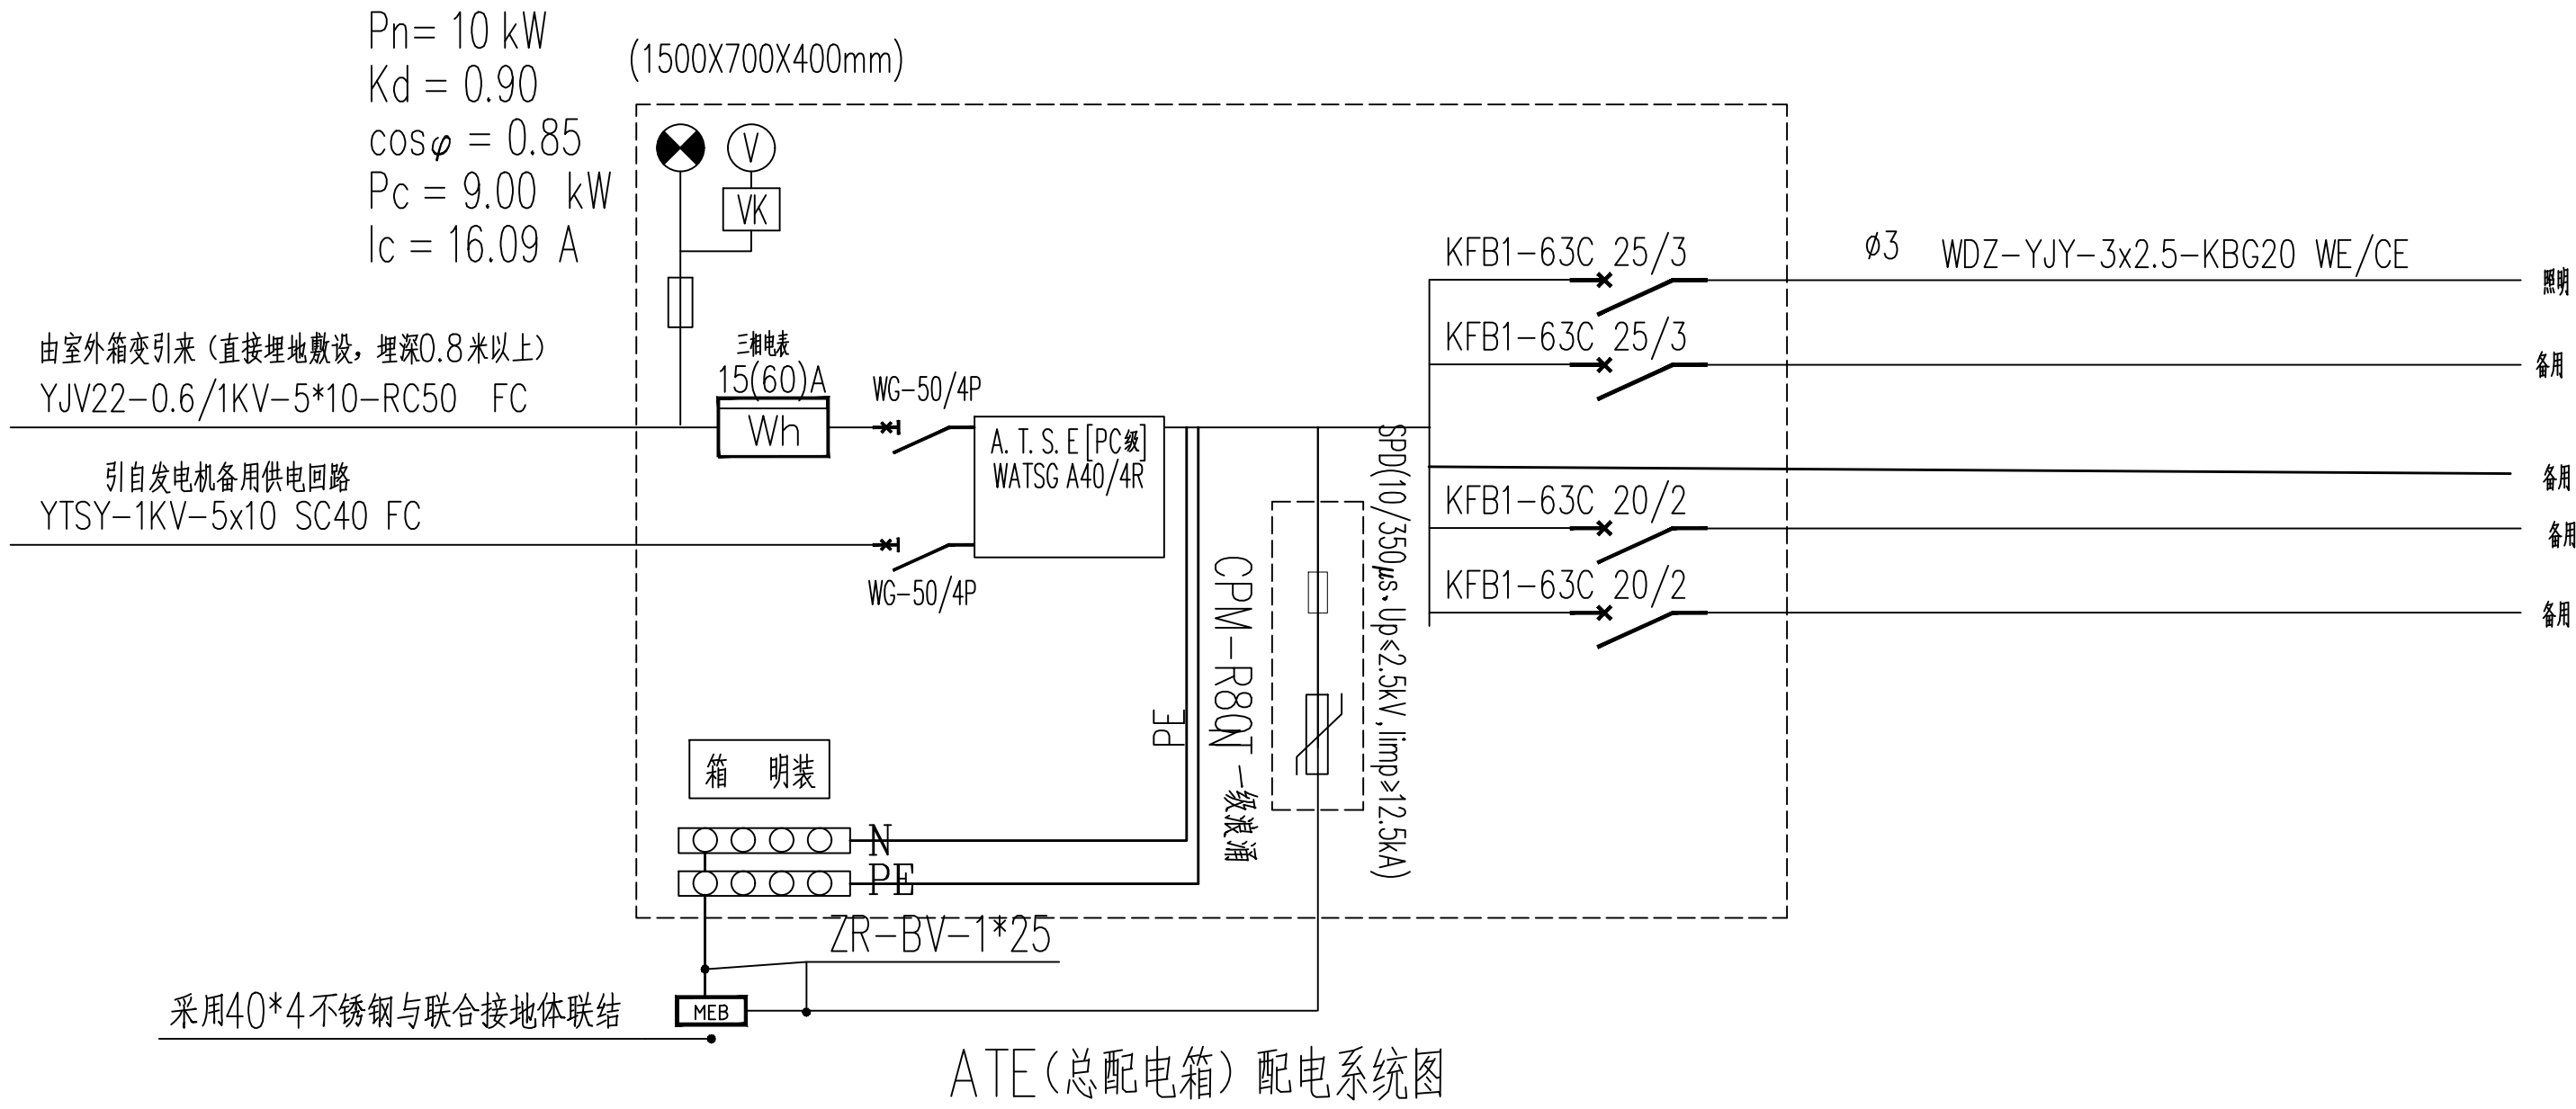 Pn= 10 kW
Kd = 0.90
cosφ = 0.85
Pc = 9.00 kW
Ic = 16.09 A
(1500X700X400mm)
V
VK
由室外箱变引来（直接埋地敷设，埋深0.8米以上）
YJV22-0.6/1KV-5*10-RC50 FC
引自发电机备用供电回路
YTSY-1KV-5x10 SC40 FC
三相电表
15(60)A
Wh
WG-50/4P
WG-50/4P
A. T. S. E [PC级]
WATSG A40/4R
KFB1-63C 25/3
ø3
WDZ-YJY-3x2.5-KBG20 WE/CE
照明
KFB1-63C 25/3
备用
备用
KFB1-63C 20/2
备用
KFB1-63C 20/2
备用
PE
N
CPM-R80T 一级浪涌
SPD(10/350μs、Up≤2.5kV,Iimp≥12.5kA)
箱 明装
N
PE
ZR-BV-1*25
MEB
采用40*4不锈钢与联合接地体联结
ATE(总配电箱) 配电系统图